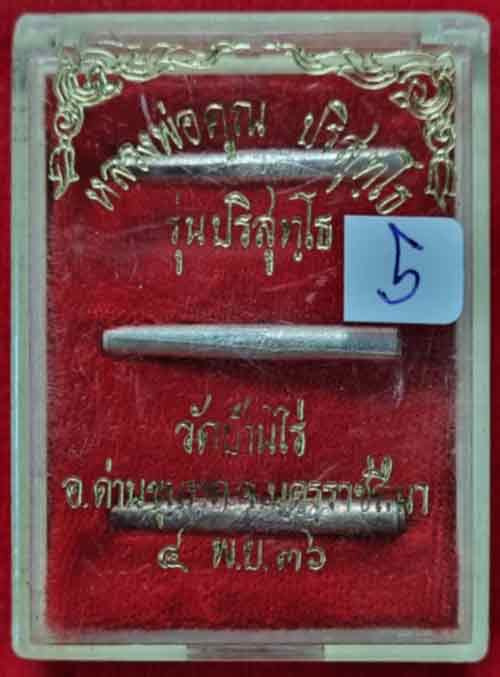 หลวงพ่อคูณ ปริสุทฺโธ
รุ่นปริสุทฺโธ
5
วัดบ้านไร่
อ.ด่านขุนทด จ.นครราชสีมา
๔ พ.ย. ๓๖